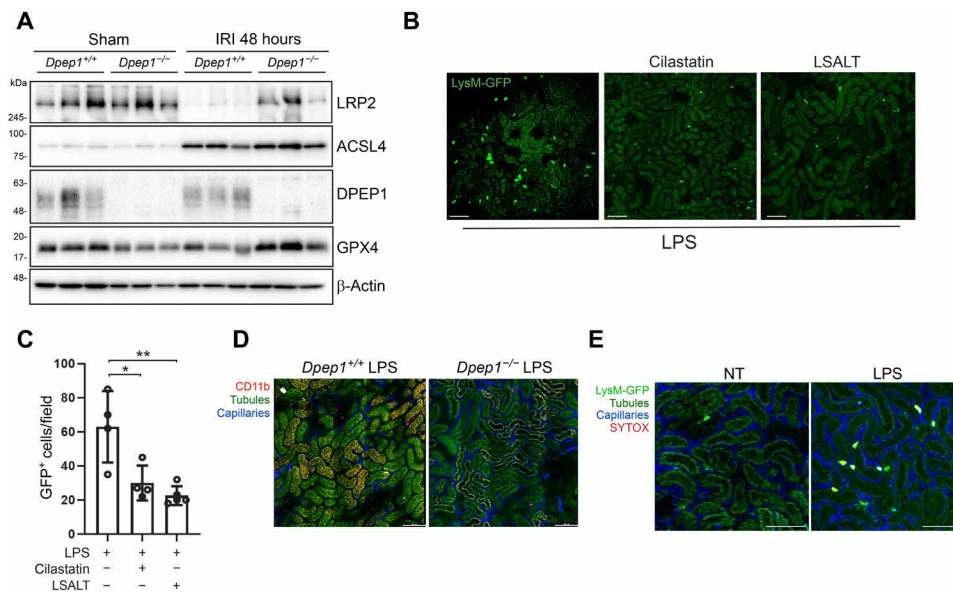 A
Sham
IRI 48 hours
Dpep1+/+ Dpep1−/− Dpep1+/+ Dpep1−/−
kDa
LRP2
245-
100-
ACSL4
75-
63-
DPEP1
48-
20-
GPX4
17-
48-
β-Actin
B
Cilastatin
LSALT
LysM-GFP
LPS
C
**
*
100
80
60
40
20
0
GFP+ cells/field
LPS + + +
Cilastatin − + −
LSALT − − +
D
Dpep1+/+ LPS
Dpep1−/− LPS
CD11b
Tubules
Capillaries
E
NT
LPS
LysM-GFP
Tubules
Capillaries
SYTOX